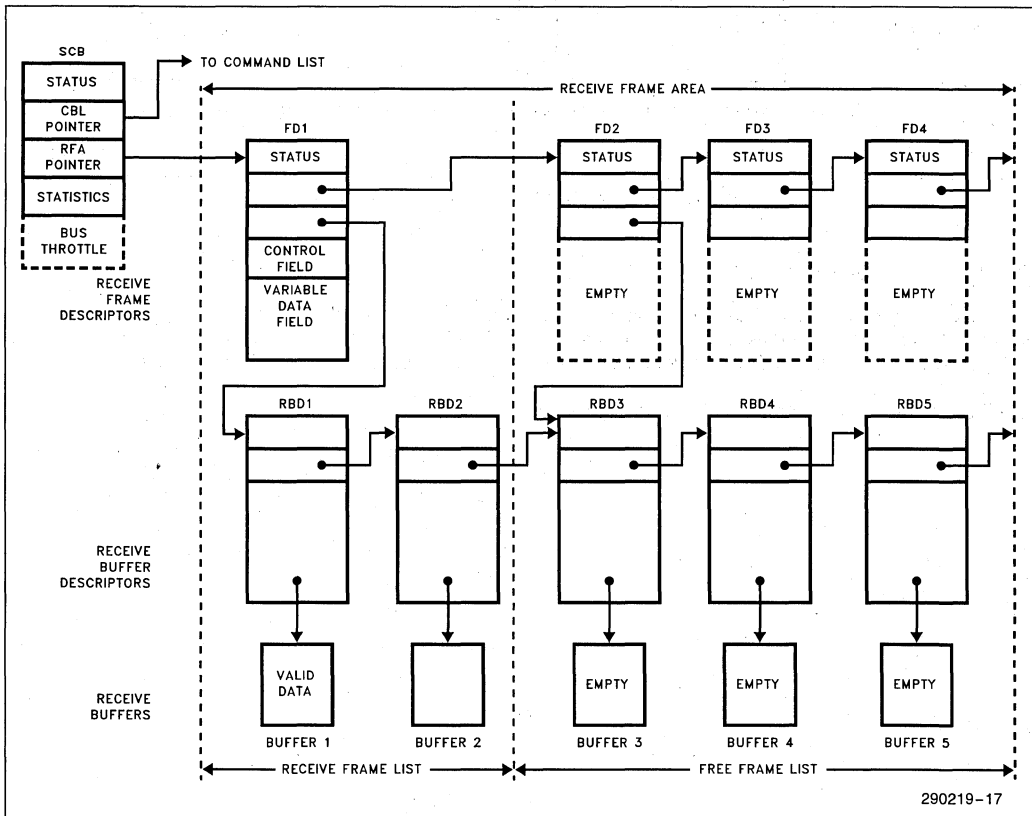 SCB
STATUS
CBL
POINTER
RFA
POINTER
STATISTICS
BUS
THROTTLE
TO COMMAND LIST
RECEIVE FRAME AREA
RECEIVE
FRAME
DESCRIPTORS
FD1
STATUS
CONTROL
FIELD
VARIABLE
DATA
FIELD
FD2
STATUS
EMPTY
FD3
STATUS
EMPTY
FD4
STATUS
EMPTY
RECEIVE
BUFFER
DESCRIPTORS
RBD1
RBD2
RBD3
RBD4
RBD5
RECEIVE
BUFFERS
VALID
DATA
BUFFER 1
BUFFER 2
EMPTY
BUFFER 3
EMPTY
BUFFER 4
EMPTY
BUFFER 5
RECEIVE FRAME LIST
FREE FRAME LIST
290219-17